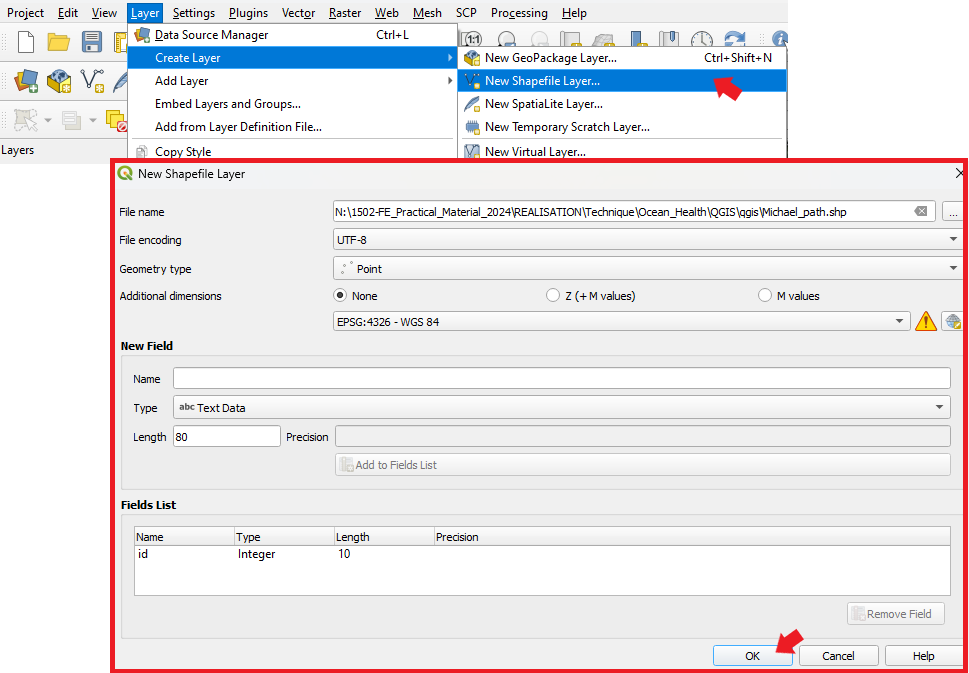 Project Edit View Layer Settings Plugins Vector Raster Web Mesh SCP Processing Help
Data Source Manager Ctrl+L
1:1
Create Layer
New GeoPackage Layer... Ctrl+Shift+N
Add Layer
New Shapefile Layer...
Embed Layers and Groups...
New SpatiaLite Layer...
Add from Layer Definition File...
New Temporary Scratch Layer...
Layers
Copy Style
New Virtual Layer...
New Shapefile Layer
File name N:\1502-FE_Practical_Material_2024\REALISATION\Technique\Ocean_Health\QGIS\qgis\Michael_path.shp ...
File encoding UTF-8
Geometry type Point
Additional dimensions None Z (+ M values) M values
EPSG:4326 - WGS 84
New Field
Name
Type abc Text Data
Length 80 Precision
Add to Fields List
Fields List
Name Type Length Precision
id Integer 10
Remove Field
OK Cancel Help